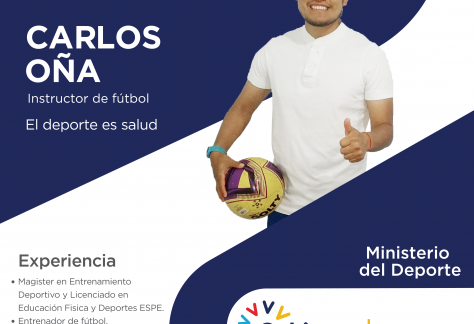 CARLOS
OÑA
Instructor de fútbol
El deporte es salud
Experiencia
• Magister en Entrenamiento
Deportivo y Licenciado en
Educación Fisica y Deportes ESPE.
• Entrenador de fútbol.
Ministerio
del Deporte